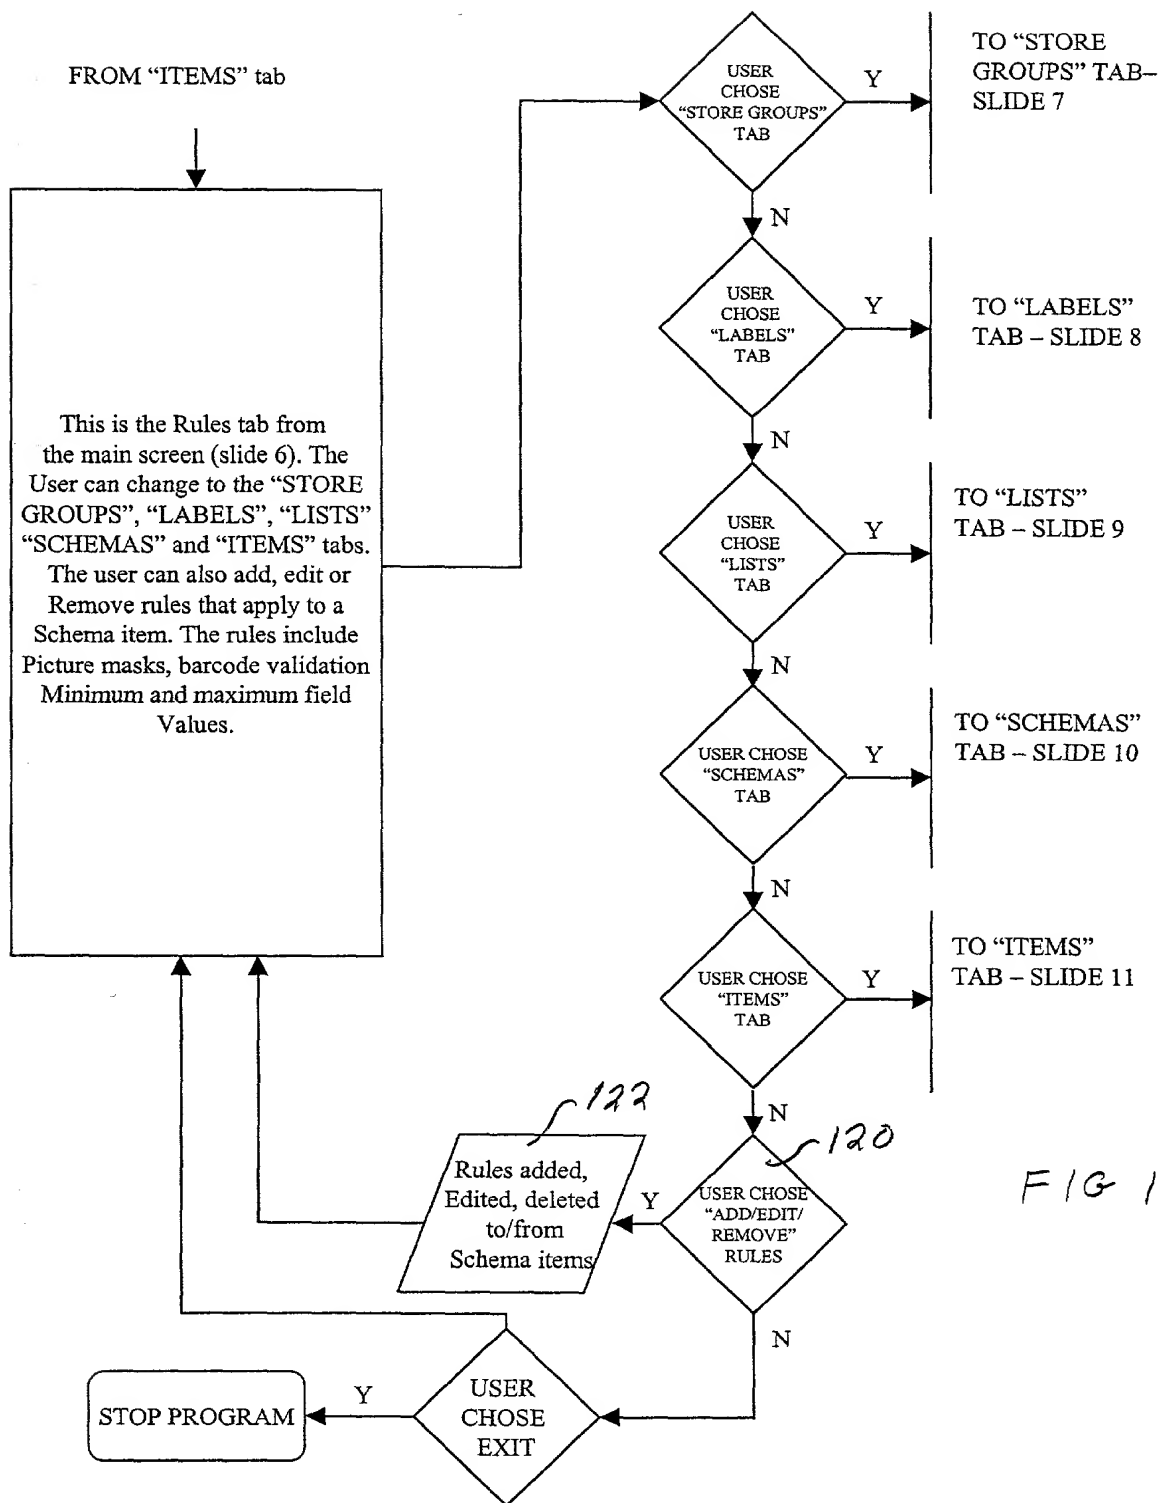 FROM “ITEMS” tab
This is the Rules tab from
the main screen (slide 6). The
User can change to the “STORE
GROUPS”, “LABELS”, “LISTS”
“SCHEMAS” and “ITEMS” tabs.
The user can also add, edit or
Remove rules that apply to a
Schema item. The rules include
Picture masks, barcode validation
Minimum and maximum field
Values.
USER
CHOSE
“STORE GROUPS”
TAB
Y
TO “STORE
GROUPS” TAB–
SLIDE 7
N
USER
CHOSE
“LABELS”
TAB
Y
TO “LABELS”
TAB – SLIDE 8
N
USER
CHOSE
“LISTS”
TAB
Y
TO “LISTS”
TAB – SLIDE 9
N
USER CHOSE
“SCHEMAS”
TAB
Y
TO “SCHEMAS”
TAB – SLIDE 10
N
USER CHOSE
“ITEMS”
TAB
Y
TO “ITEMS”
TAB – SLIDE 11
N
120
USER CHOSE
“ADD/EDIT/
REMOVE”
RULES
Y
122
Rules added,
Edited, deleted
to/from
Schema items
N
USER
CHOSE
EXIT
Y
STOP PROGRAM
FIG 1